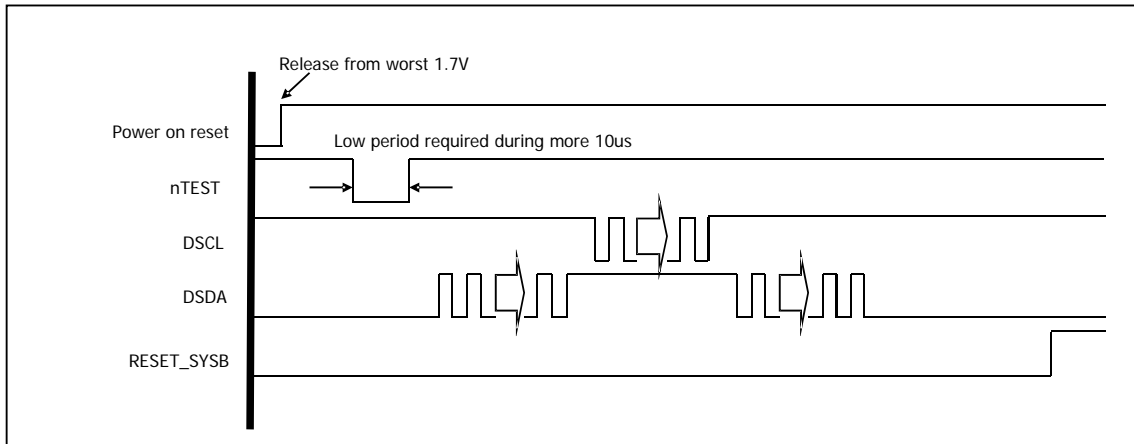 Release from worst 1.7V
Power on reset
Low period required during more 10us
nTEST
DSCL
DSDA
RESET_SYSB